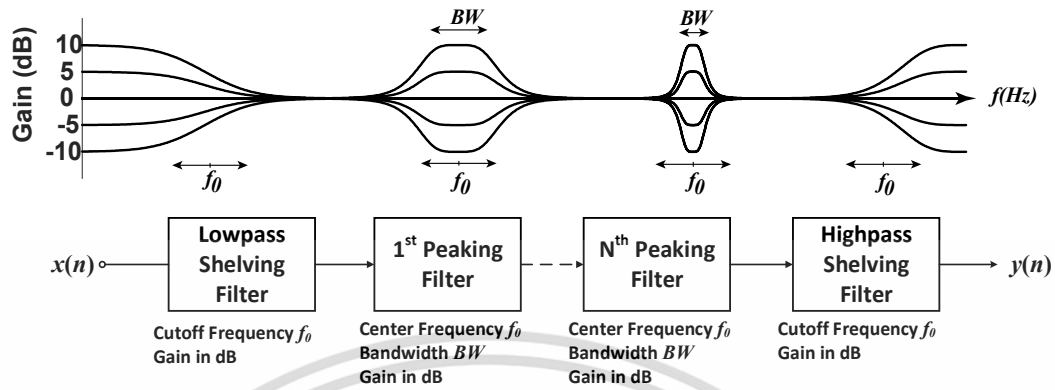 BW
BW
Gain (dB)
10
5
0
-5
-10
f(Hz)
f0
f0
f0
f0
x(n)
Lowpass
Shelving
Filter
1st Peaking
Filter
Nth Peaking
Filter
Highpass
Shelving
Filter
y(n)
Cutoff Frequency f0
Gain in dB
Center Frequency f0
Bandwidth BW
Gain in dB
Center Frequency f0
Bandwidth BW
Gain in dB
Cutoff Frequency f0
Gain in dB